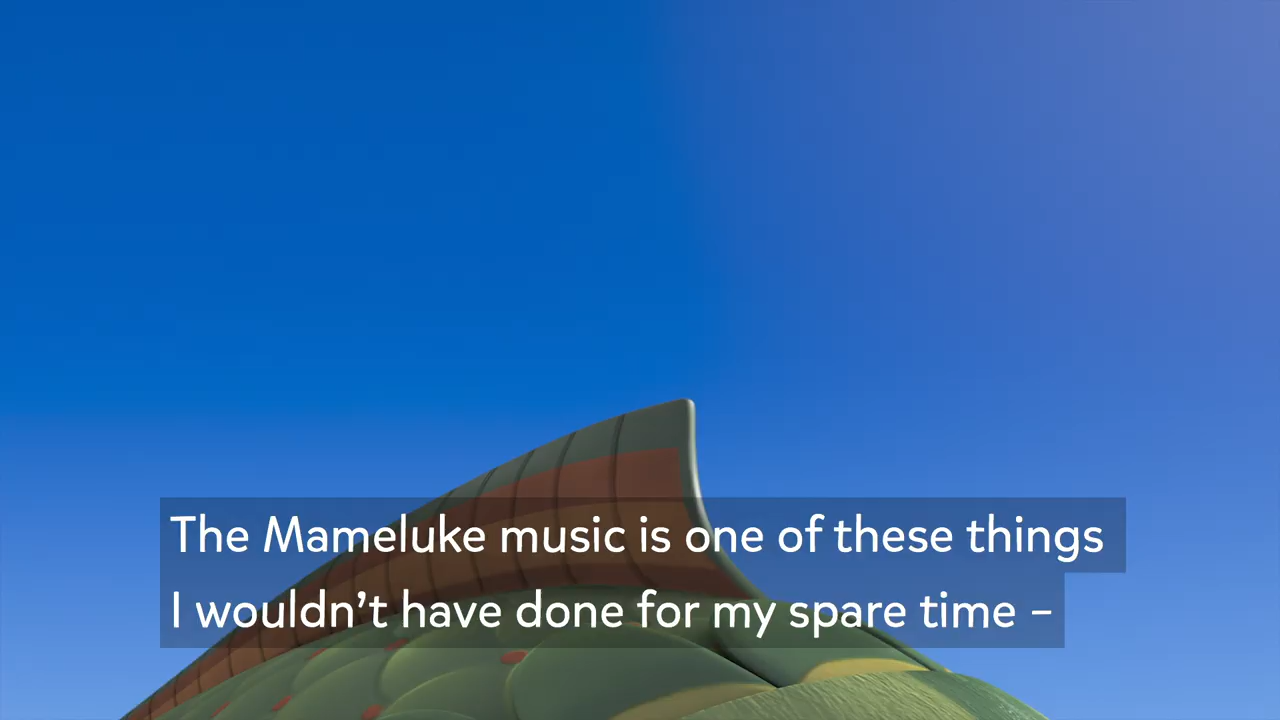 The Mameluke music is one of these things
I wouldn’t have done for my spare time –